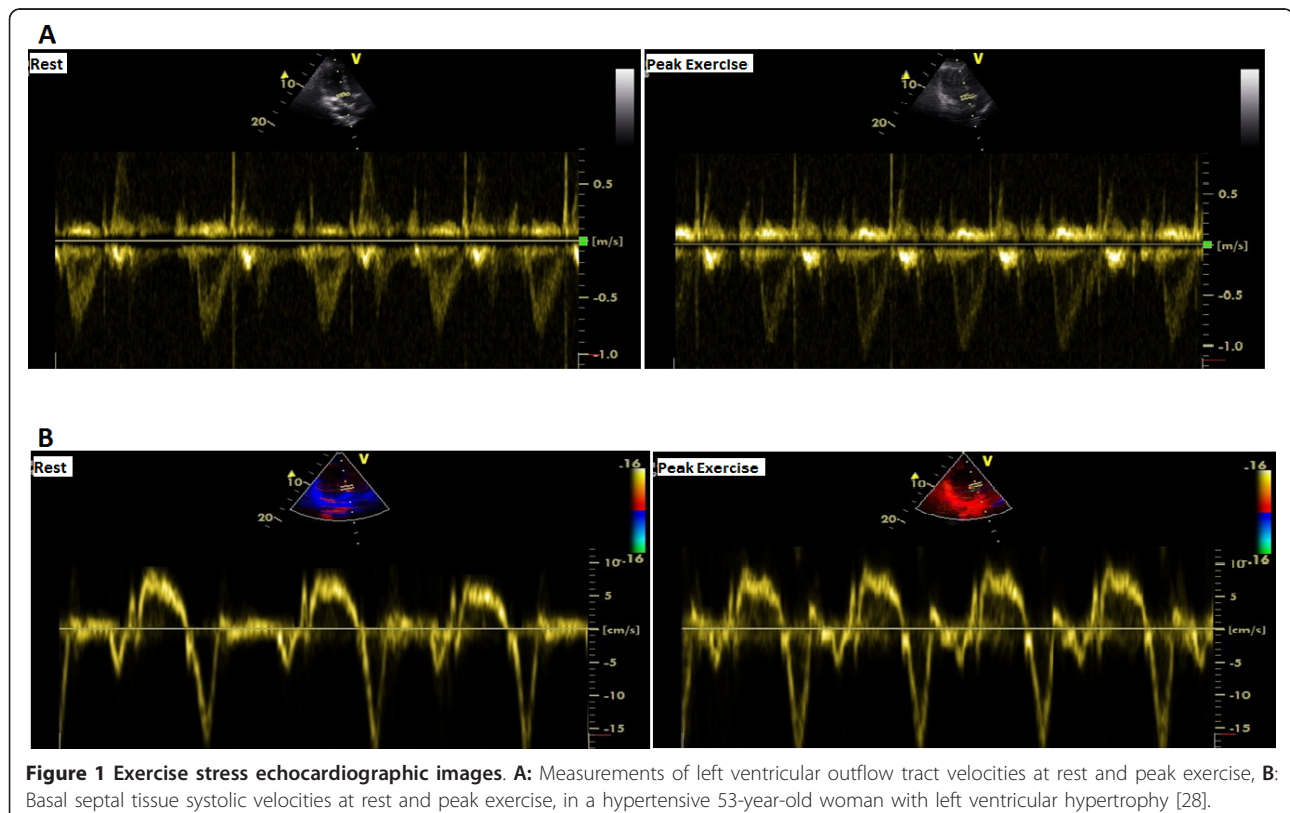 A
Rest
V
10
20
0.5
[m/s]
-0.5
-1.0
Peak Exercise
V
10
20
0.5
[m/s]
-0.5
-1.0
B
Rest
V
10
20
-16
-16
10
5
[cm/s]
-5
-10
-15
Peak Exercise
V
10
20
-16
-16
10
5
[cm/s]
-5
-10
-15
Figure 1 Exercise stress echocardiographic images. A: Measurements of left ventricular outflow tract velocities at rest and peak exercise, B:
Basal septal tissue systolic velocities at rest and peak exercise, in a hypertensive 53-year-old woman with left ventricular hypertrophy [28].